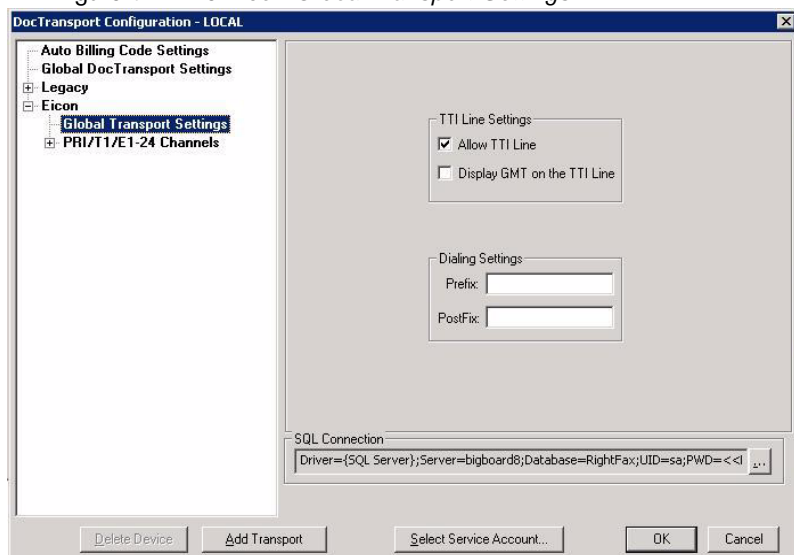 DocTransport Configuration - LOCAL
Auto Billing Code Settings
Global DocTransport Settings
Legacy
Eicon
Global Transport Settings
PRI/T1/E1-24 Channels
TTI Line Settings
Allow TTI Line
Display GMT on the TTI Line
Dialing Settings
Prefix:
PostFix:
SQL Connection
Driver={SQL Server};Server=bigboard8;Database=RightFax;UID=sa;PWD=<<
...
Delete Device
Add Transport
Select Service Account...
OK
Cancel